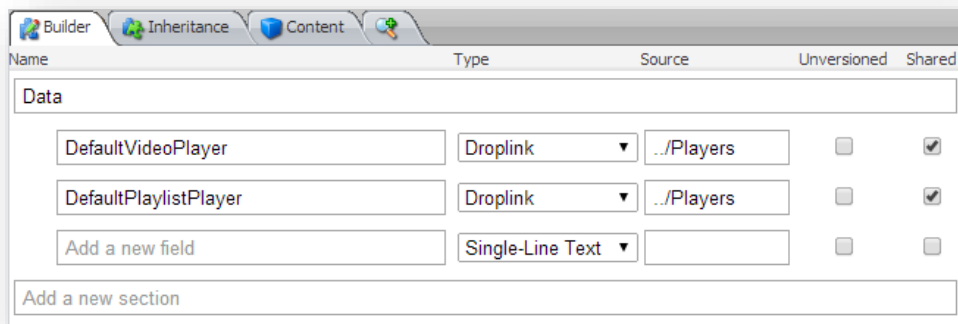 Builder Inheritance Content
Name Type Source Unversioned Shared
Data
DefaultVideoPlayer Droplink ../Players
DefaultPlaylistPlayer Droplink ../Players
Add a new field Single-Line Text
Add a new section